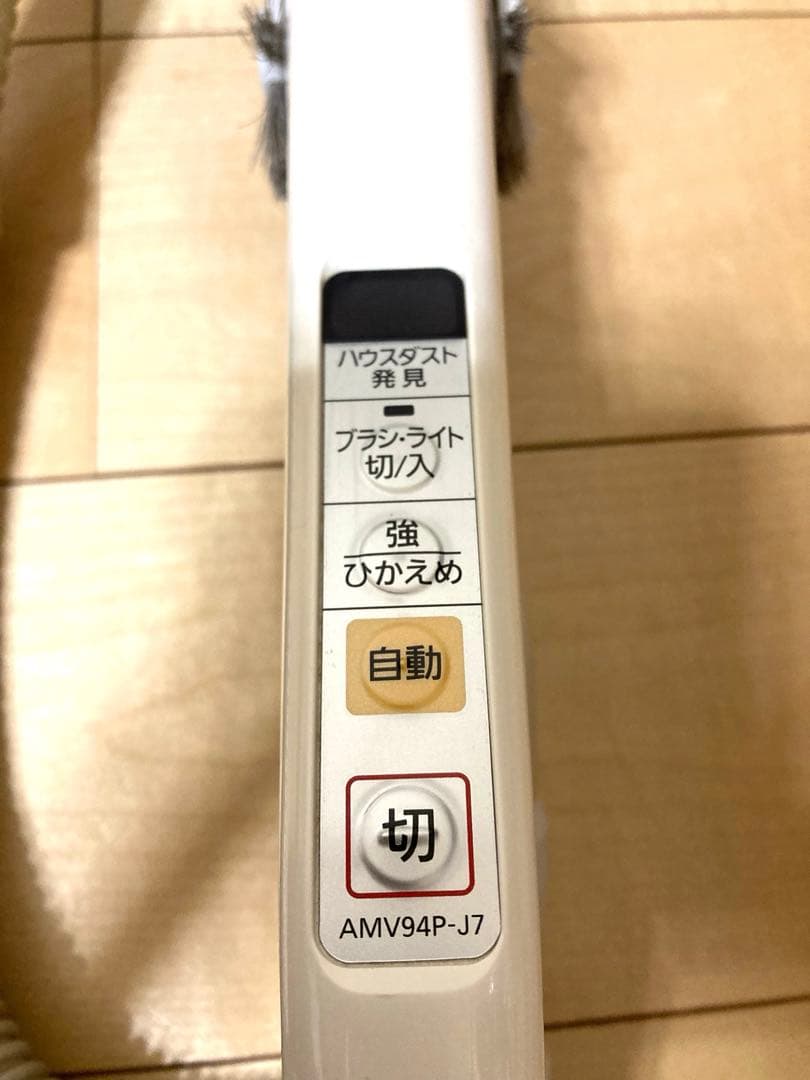 ハウスダスト
発見
ブラシ・ライト
切/入
強
ひかえめ
自動
切
AMV94P-J7